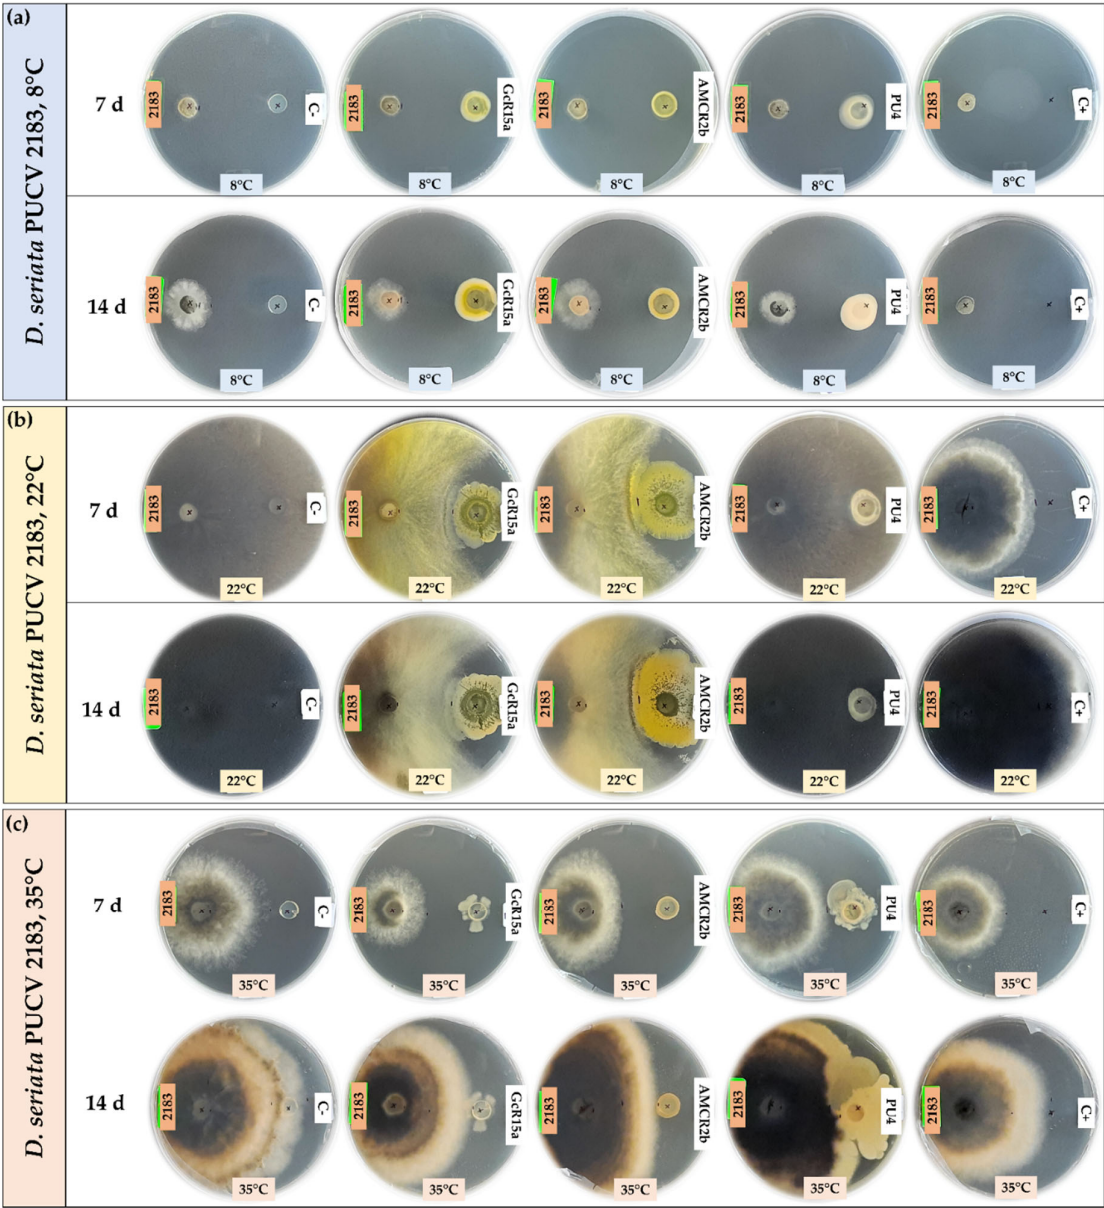 (a)
D. seriata PUCV 2183, 8°C
7 d
2183
C-
8°C
2183
GcR15a
8°C
2183
AMCR2b
8°C
2183
PU4
8°C
2183
C+
8°C
14 d
2183
C-
8°C
2183
GcR15a
8°C
2183
AMCR2b
8°C
2183
PU4
8°C
2183
C+
8°C
(b)
D. seriata PUCV 2183, 22°C
7 d
2183
C-
22°C
2183
GcR15a
22°C
2183
AMCR2b
22°C
2183
PU4
22°C
2183
C+
22°C
14 d
2183
C-
22°C
2183
GcR15a
22°C
2183
AMCR2b
22°C
2183
PU4
22°C
2183
C+
22°C
(c)
D. seriata PUCV 2183, 35°C
7 d
2183
C-
35°C
2183
GcR15a
35°C
2183
AMCR2b
35°C
2183
PU4
35°C
2183
C+
35°C
14 d
2183
C-
35°C
2183
GcR15a
35°C
2183
AMCR2b
35°C
2183
PU4
35°C
2183
C+
35°C